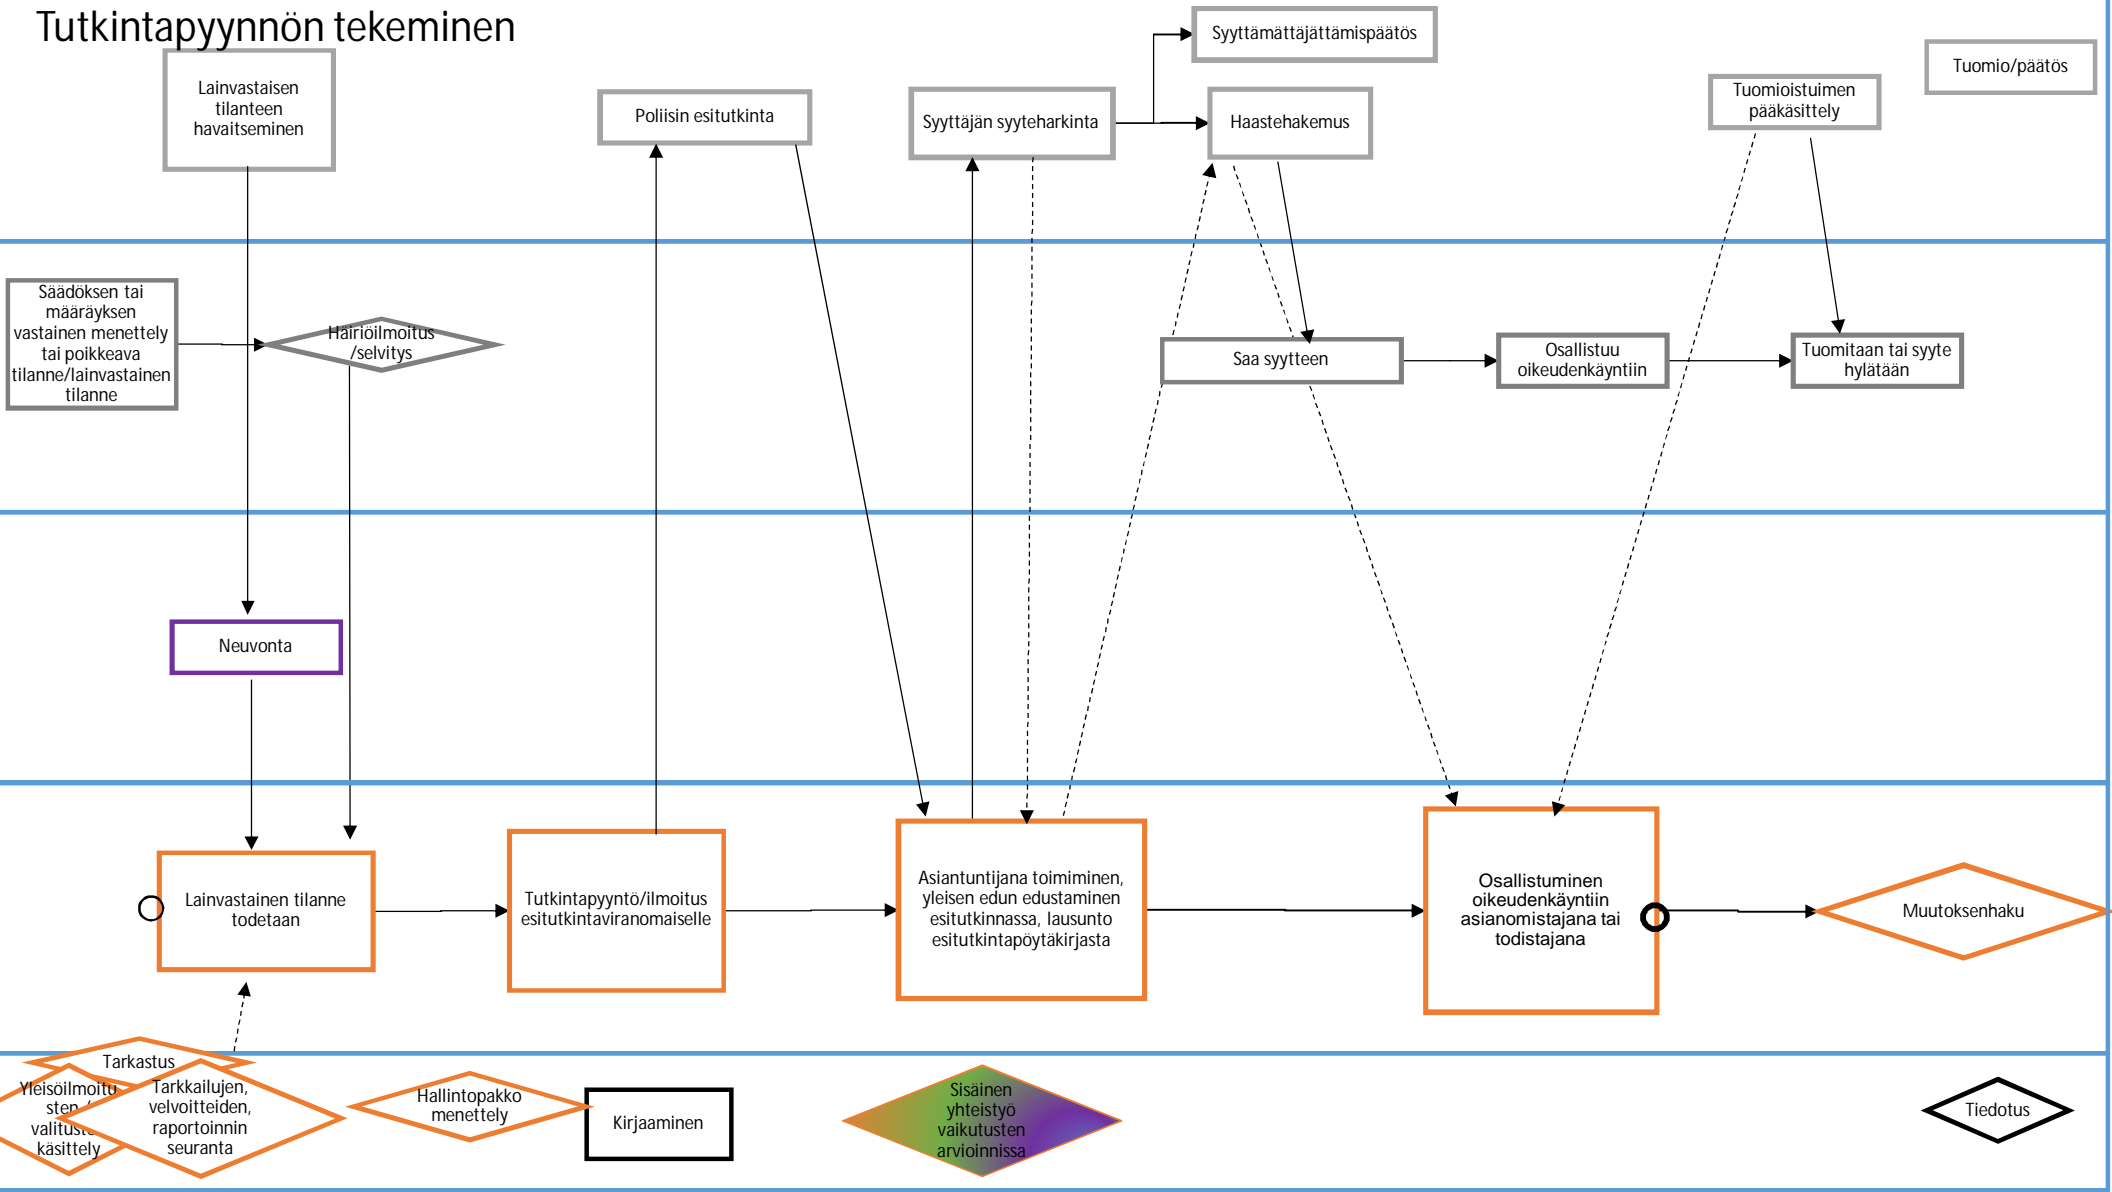 Tutkintapyynnön tekeminen
Lainvastaisen
tilanteen
havaitseminen
Poliisin esitutkinta
Syyttäjän syyteharkinta
Syyttämättäjättämispäätös
Haastehakemus
Tuomioistuimen
pääkäsittely
Tuomio/päätös
Säädöksen tai
määräyksen
vastainen menettely
tai poikkeava
tilanne/lainvastainen
tilanne
Häiriöilmoitus
/selvitys
Saa syytteen
Osallistuu
oikeudenkäyntiin
Tuomitaan tai syyte
hylätään
Neuvonta
Lainvastainen tilanne
todetaan
Tutkintapyyntö/ilmoitus
esitutkintaviranomaiselle
Asiantuntijana toimiminen,
yleisen edun edustaminen
esitutkinnassa, lausunto
esitutkintapöytäkirjasta
Osallistuminen
oikeudenkäyntiin
asianomistajana tai
todistajana
Muutoksenhaku
Tarkastus
Yleisöilmoitu
sten /
valitust
käsittely
Tarkkailujen,
velvoitteiden,
raportoinnin
seuranta
Hallintopakko
menettely
Kirjaaminen
Sisäinen
yhteistyö
vaikutusten
arvioinnissa
Tiedotus